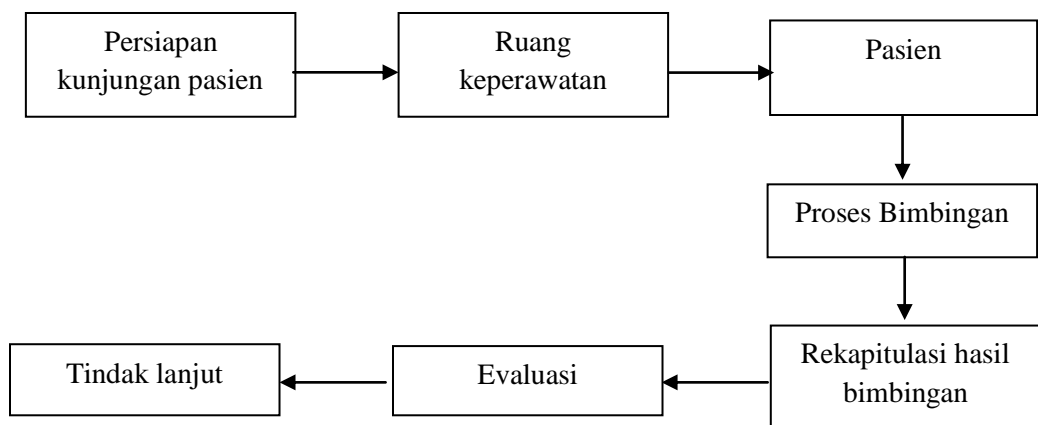 Persiapan
kunjungan pasien
Ruang
keperawatan
Pasien
Proses Bimbingan
Rekapitulasi hasil
bimbingan
Evaluasi
Tindak lanjut